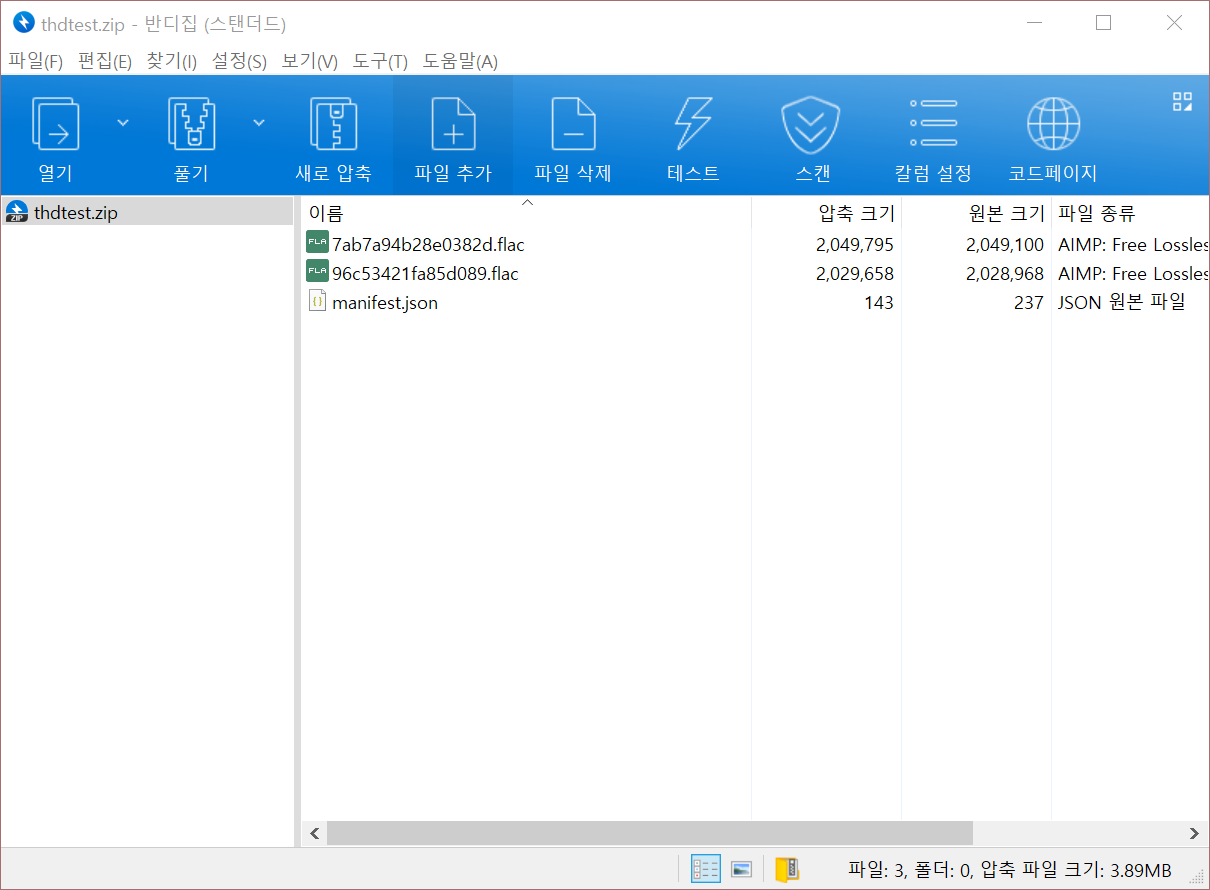 thdtest.zip - 반디집 (스탠더드)
파일(F) 편집(E) 찾기(I) 설정(S) 보기(V) 도구(T) 도움말(A)
열기 풀기 새로 압축 파일 추가 파일 삭제 테스트 스캔 칼럼 설정 코드페이지
ZIP thdtest.zip
이름 압축 크기 원본 크기 파일 종류
FLA 7ab7a94b28e0382d.flac 2,049,795 2,049,100 AIMP: Free Lossles
FLA 96c53421fa85d089.flac 2,029,658 2,028,968 AIMP: Free Lossles
manifest.json 143 237 JSON 원본 파일
파일: 3, 폴더: 0, 압축 파일 크기: 3.89MB